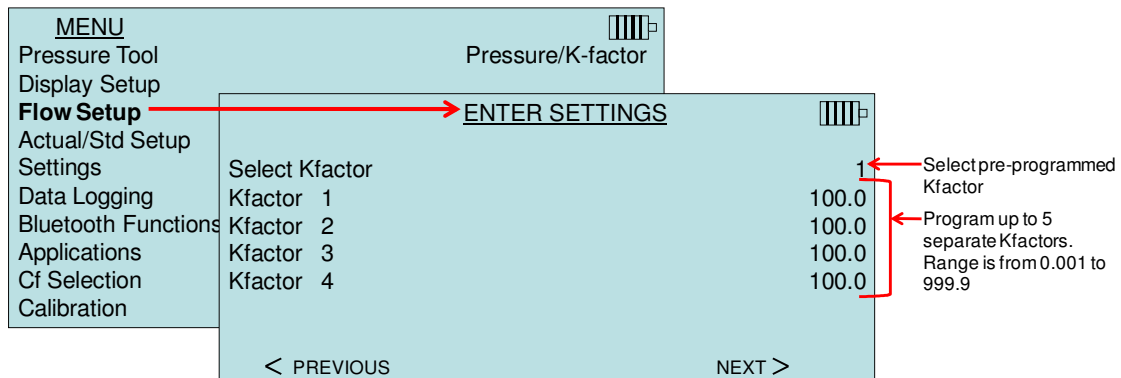 MENU
Pressure Tool Pressure/K-factor
Display Setup
Flow Setup
Actual/Std Setup
Settings
Data Logging
Bluetooth Functions
Applications
Cf Selection
Calibration
ENTER SETTINGS
Select Kfactor 1
Kfactor 1 100.0
Kfactor 2 100.0
Kfactor 3 100.0
Kfactor 4 100.0
< PREVIOUS NEXT >
Select pre-programmed
Kfactor
Program up to 5
separate Kfactors.
Range is from 0.001 to
999.9